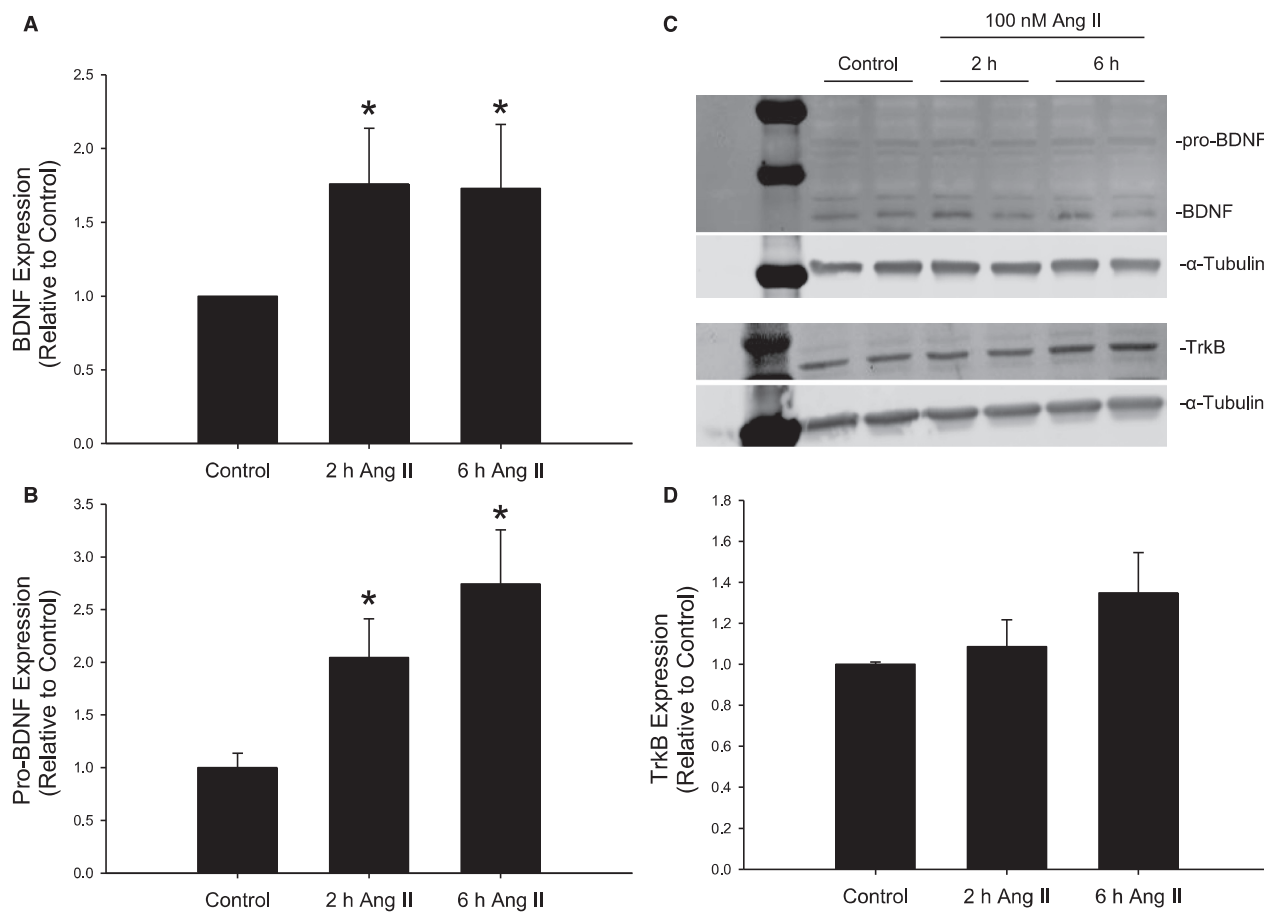 A
BDNF Expression
(Relative to Control)
2.5
2.0
1.5
1.0
0.5
0.0
*
*
Control
2 h Ang II
6 h Ang II
C
100 nM Ang II
Control
2 h
6 h
-pro-BDNF
-BDNF
-α-Tubulin
-TrkB
-α-Tubulin
B
Pro-BDNF Expression
(Relative to Control)
3.5
3.0
2.5
2.0
1.5
1.0
0.5
0.0
*
*
Control
2 h Ang II
6 h Ang II
D
TrkB Expression
(Relative to Control)
1.8
1.6
1.4
1.2
1.0
0.8
0.6
0.4
0.2
0.0
Control
2 h Ang II
6 h Ang II